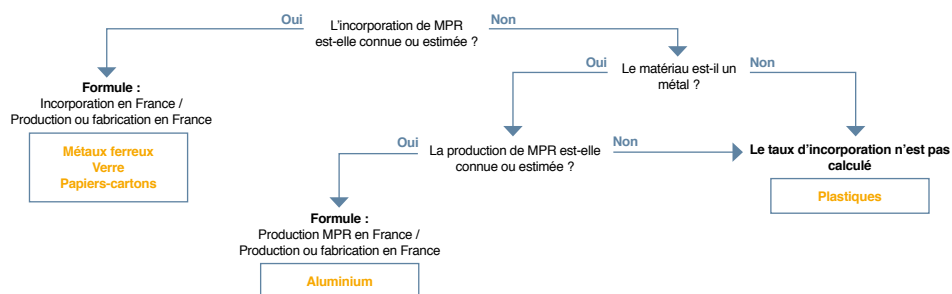 Oui
L'incorporation de MPR
est-elle connue ou estimée ?
Non
Oui
Le matériau est-il un
métal ?
Non
Formule :
Incorporation en France /
Production ou fabrication en France
Métaux ferreux
Verre
Papiers-cartons
Oui
La production de MPR est-elle
connue ou estimée ?
Non
Le taux d'incorporation n'est pas
calculé
Plastiques
Formule :
Production MPR en France /
Production ou fabrication en France
Aluminium